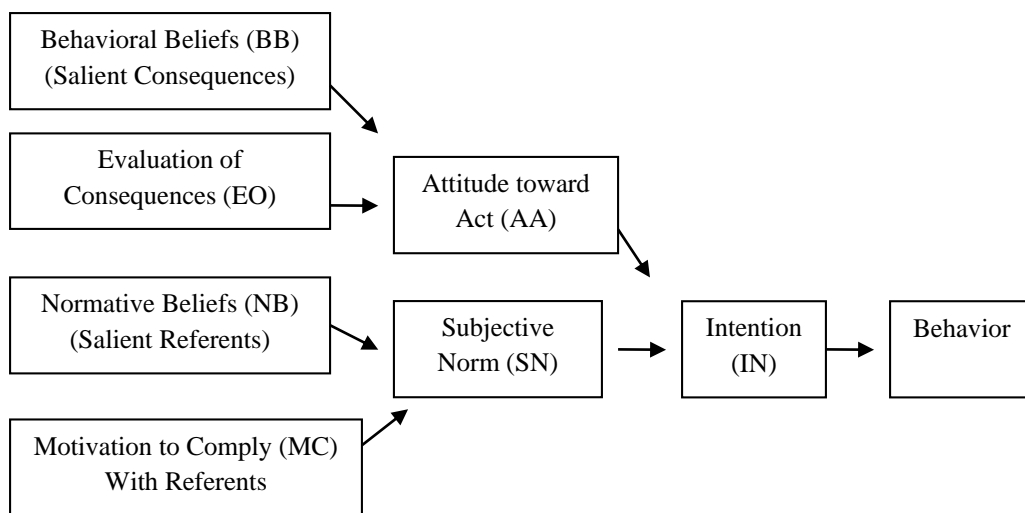 Behavioral Beliefs (BB)
(Salient Consequences)
Evaluation of
Consequences (EO)
Attitude toward
Act (AA)
Normative Beliefs (NB)
(Salient Referents)
Subjective
Norm (SN)
Intention
(IN)
Behavior
Motivation to Comply (MC)
With Referents